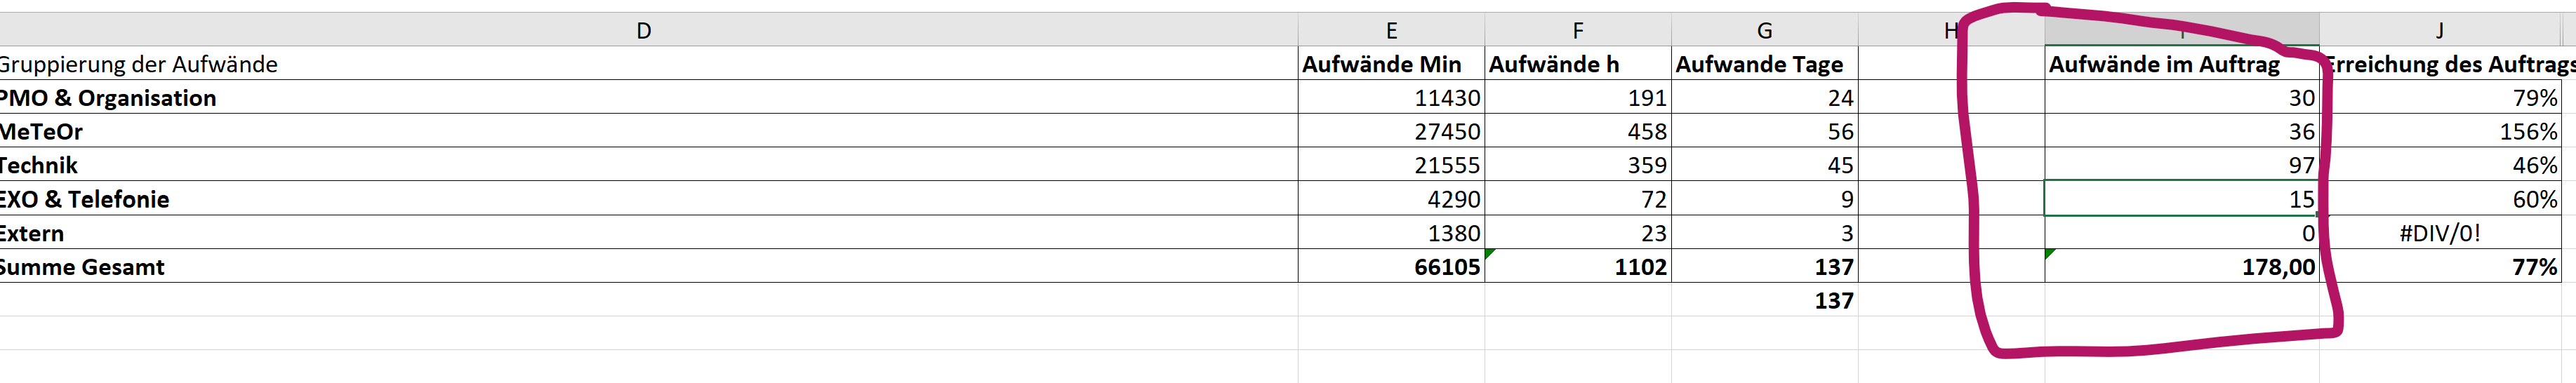 D E F G H I J
Gruppierung der Aufwände Aufwände Min Aufwände h Aufwande Tage Aufwände im Auftrag Erreichung des Auftrags
PMO & Organisation 11430 191 24 30 79%
MeTeOr 27450 458 56 36 156%
Technik 21555 359 45 97 46%
EXO & Telefonie 4290 72 9 15 60%
Extern 1380 23 3 0 #DIV/0!
Summe Gesamt 66105 1102 137 178,00 77%
137